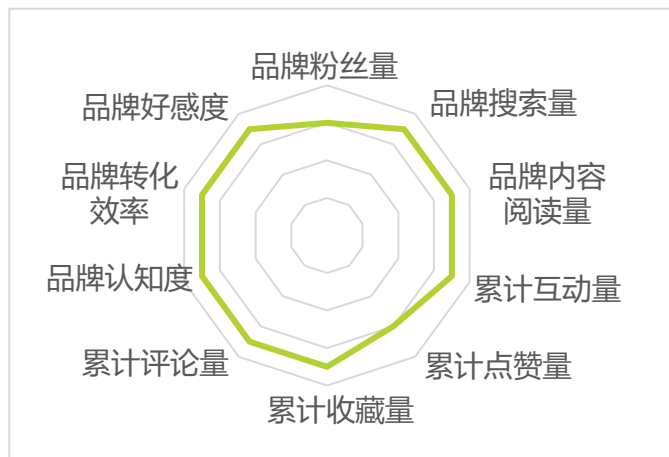 品牌粉丝量
品牌搜索量
品牌内容
阅读量
累计互动量
累计点赞量
累计收藏量
累计评论量
品牌认知度
品牌转化
效率
品牌好感度